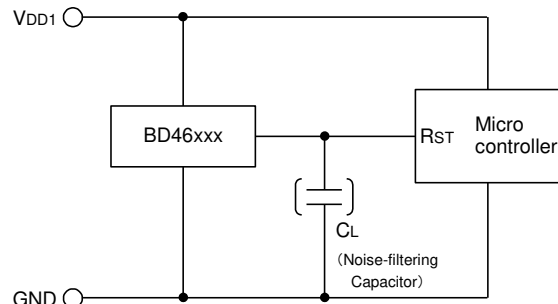 VDD1
BD46xxx
RST
Micro
controller
CL
（Noise-filtering
Capacitor）
GND